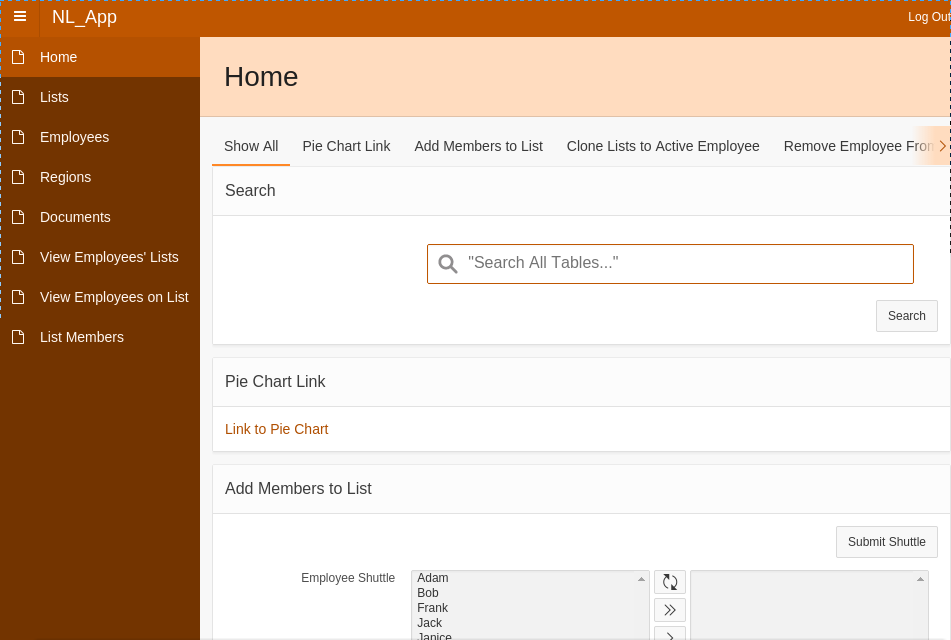 NL_App
Log Out
Home
Lists
Employees
Regions
Documents
View Employees' Lists
View Employees on List
List Members
Home
Show All Pie Chart Link Add Members to List Clone Lists to Active Employee Remove Employee From
Search
"Search All Tables..."
Search
Pie Chart Link
Link to Pie Chart
Add Members to List
Submit Shuttle
Employee Shuttle
Adam
Bob
Frank
Jack
Janice